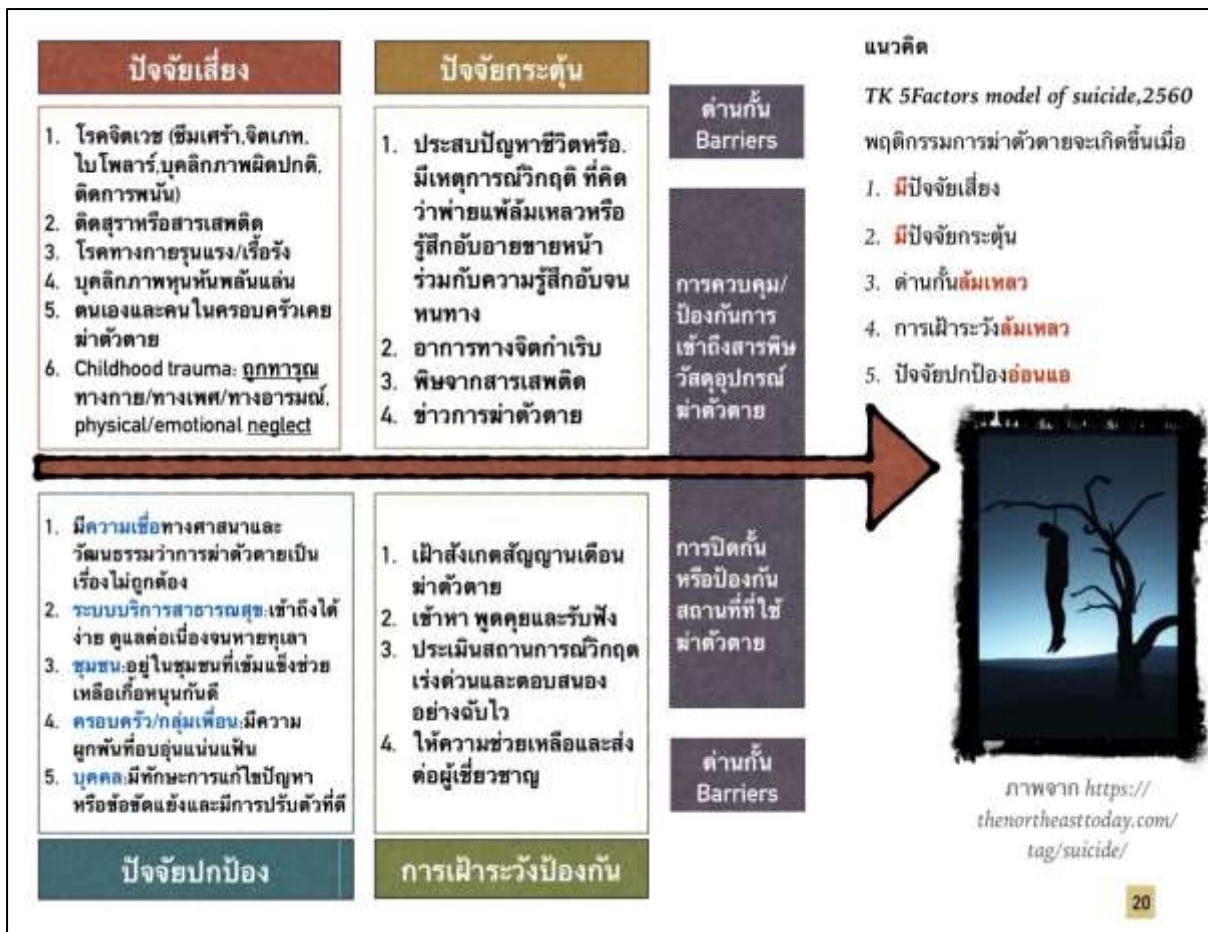 ปัจจัยเสี่ยง
1. โรคจิตเวช (ซึมเศร้า,จิตเภท,
ไบโพลาร์,บุคลิกภาพผิดปกติ,
ติดการพนัน)
2. ติดสุราหรือสารเสพติด
3. โรคทางกายรุนแรง/เรื้อรัง
4. บุคลิกภาพหุนหันพลันแล่น
5. ตนเองและคนในครอบครัวเคย
ฆ่าตัวตาย
6. Childhood trauma: ถูกทารุณ
ทางกาย/ทางเพศ/ทางอารมณ์,
physical/emotional neglect
ปัจจัยกระตุ้น
1. ประสบปัญหาชีวิตหรือ.
มีเหตุการณ์วิกฤติ ที่คิด
ว่าพ่ายแพ้ล้มเหลวหรือ
รู้สึกอับอายขายหน้า
ร่วมกับความรู้สึกอับจน
หนทาง
2. อาการทางจิตกำเริบ
3. พิษจากสารเสพติด
4. ข่าวการฆ่าตัวตาย
ด่านกั้น
Barriers
การควบคุม/
ป้องกันการ
เข้าถึงสารพิษ
วัสดุอุปกรณ์
ฆ่าตัวตาย
การปิดกั้น
หรือป้องกัน
สถานที่ที่ใช้
ฆ่าตัวตาย
ด่านกั้น
Barriers
1. มีความเชื่อทางศาสนาและ
วัฒนธรรมว่าการฆ่าตัวตายเป็น
เรื่องไม่ถูกต้อง
2. ระบบบริการสาธารณสุข:เข้าถึงได้
ง่าย ดูแลต่อเนื่องจนหายทุเลา
3. ชุมชน:อยู่ในชุมชนที่เข้มแข็งช่วย
เหลือเกื้อหนุนกันดี
4. ครอบครัว/กลุ่มเพื่อน:มีความ
ผูกพันที่อบอุ่นแน่นแฟ้น
5. บุคคล:มีทักษะการแก้ไขปัญหา
หรือข้อขัดแย้งและมีการปรับตัวที่ดี
ปัจจัยปกป้อง
1. เฝ้าสังเกตสัญญานเตือน
ฆ่าตัวตาย
2. เข้าหา พูดคุยและรับฟัง
3. ประเมินสถานการณ์วิกฤต
เร่งด่วนและตอบสนอง
อย่างฉับไว
4. ให้ความช่วยเหลือและส่ง
ต่อผู้เชี่ยวชาญ
การเฝ้าระวังป้องกัน
แนวคิด
TK 5Factors model of suicide,2560
พฤติกรรมการฆ่าตัวตายจะเกิดขึ้นเมื่อ
1. มีปัจจัยเสี่ยง
2. มีปัจจัยกระตุ้น
3. ด่านกั้นล้มเหลว
4. การเฝ้าระวังล้มเหลว
5. ปัจจัยปกป้องอ่อนแอ
ภาพจาก https://
thenortheasttoday.com/
tag/suicide/
20